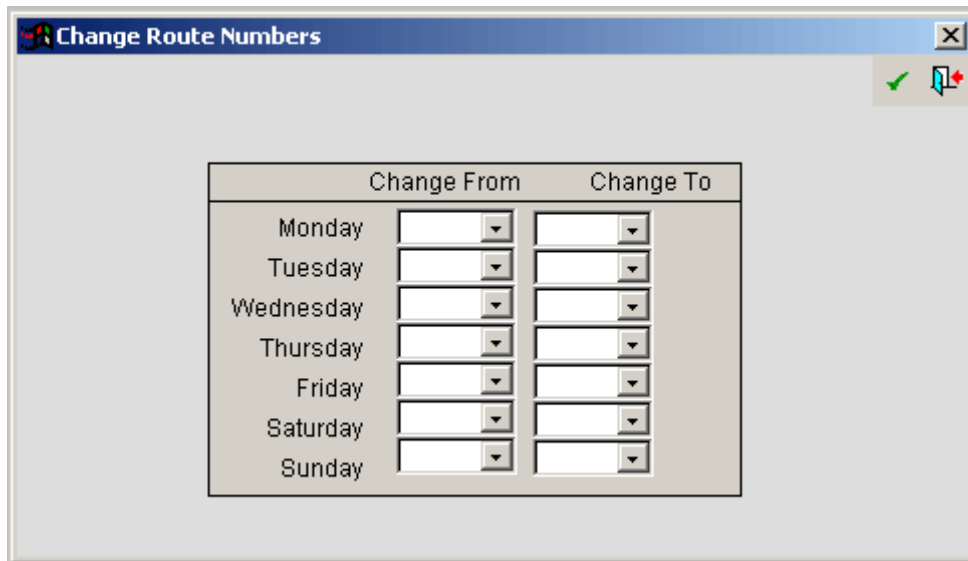 Change Route Numbers
Change From Change To
Monday
Tuesday
Wednesday
Thursday
Friday
Saturday
Sunday